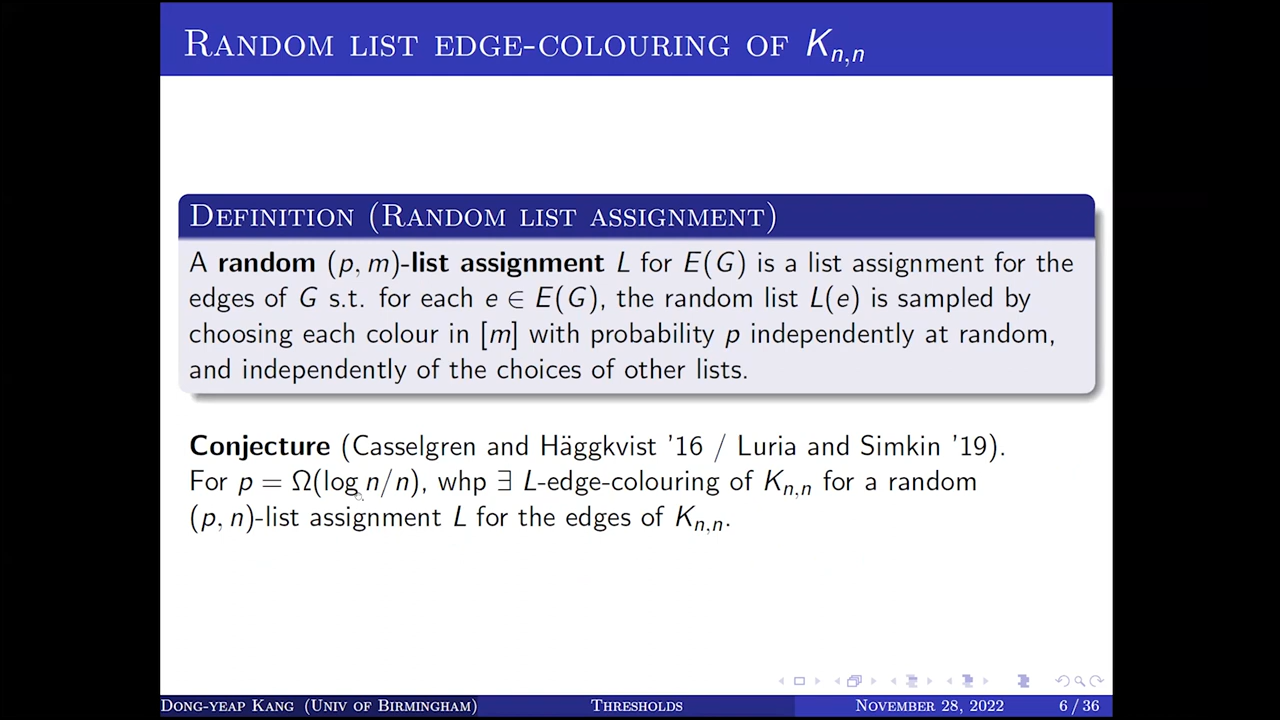 RANDOM LIST EDGE-COLOURING OF Kn,n
DEFINITION (RANDOM LIST ASSIGNMENT)
A random (p, m)-list assignment L for E(G) is a list assignment for the
edges of G s.t. for each e ∈ E(G), the random list L(e) is sampled by
choosing each colour in [m] with probability p independently at random,
and independently of the choices of other lists.
Conjecture (Casselgren and Häggkvist '16 / Luria and Simkin '19).
For p = Ω(log n/n), whp ∃ L-edge-colouring of Kn,n for a random
(p, n)-list assignment L for the edges of Kn,n.
DONG-YEAP KANG (UNIV OF BIRMINGHAM) THRESHOLDS NOVEMBER 28, 2022 6 / 36